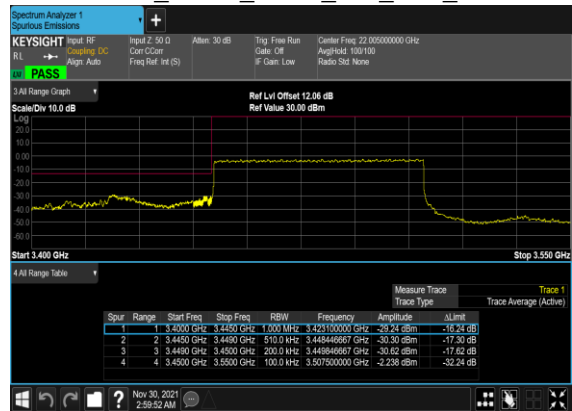 Spectrum Analyzer 1
Spurious Emissions
KEYSIGHT Input: RF Input Z: 50 Ω Atten: 30 dB Trig: Free Run Center Freq: 22.005000000 GHz
R L Coupling: DC Corr CCorr Gate: Off Avg|Hold: 100/100
Align: Auto Freq Ref: Int (S) IF Gain: Low Radio Std: None
LW PASS
3 All Range Graph
Ref Lvl Offset 12.06 dB
Scale/Div 10.0 dB Ref Value 30.00 dBm
Log
20.0
10.0
0.00
-10.0
-20.0
-30.0
-40.0
-50.0
-60.0
Start 3.400 GHz Stop 3.550 GHz
4 All Range Table
Measure Trace Trace 1
Trace Type Trace Average (Active)
Spur Range Start Freq Stop Freq RBW Frequency Amplitude ΔLimit
1 1 3.4000 GHz 3.4450 GHz 1.000 MHz 3.423100000 GHz -29.24 dBm -16.24 dB
2 2 3.4450 GHz 3.4490 GHz 510.0 kHz 3.448446667 GHz -30.30 dBm -17.30 dB
3 3 3.4490 GHz 3.4500 GHz 200.0 kHz 3.449846667 GHz -30.62 dBm -17.62 dB
4 4 3.4500 GHz 3.5500 GHz 100.0 kHz 3.507500000 GHz -2.238 dBm -32.24 dB
Nov 30, 2021
2:59:52 AM